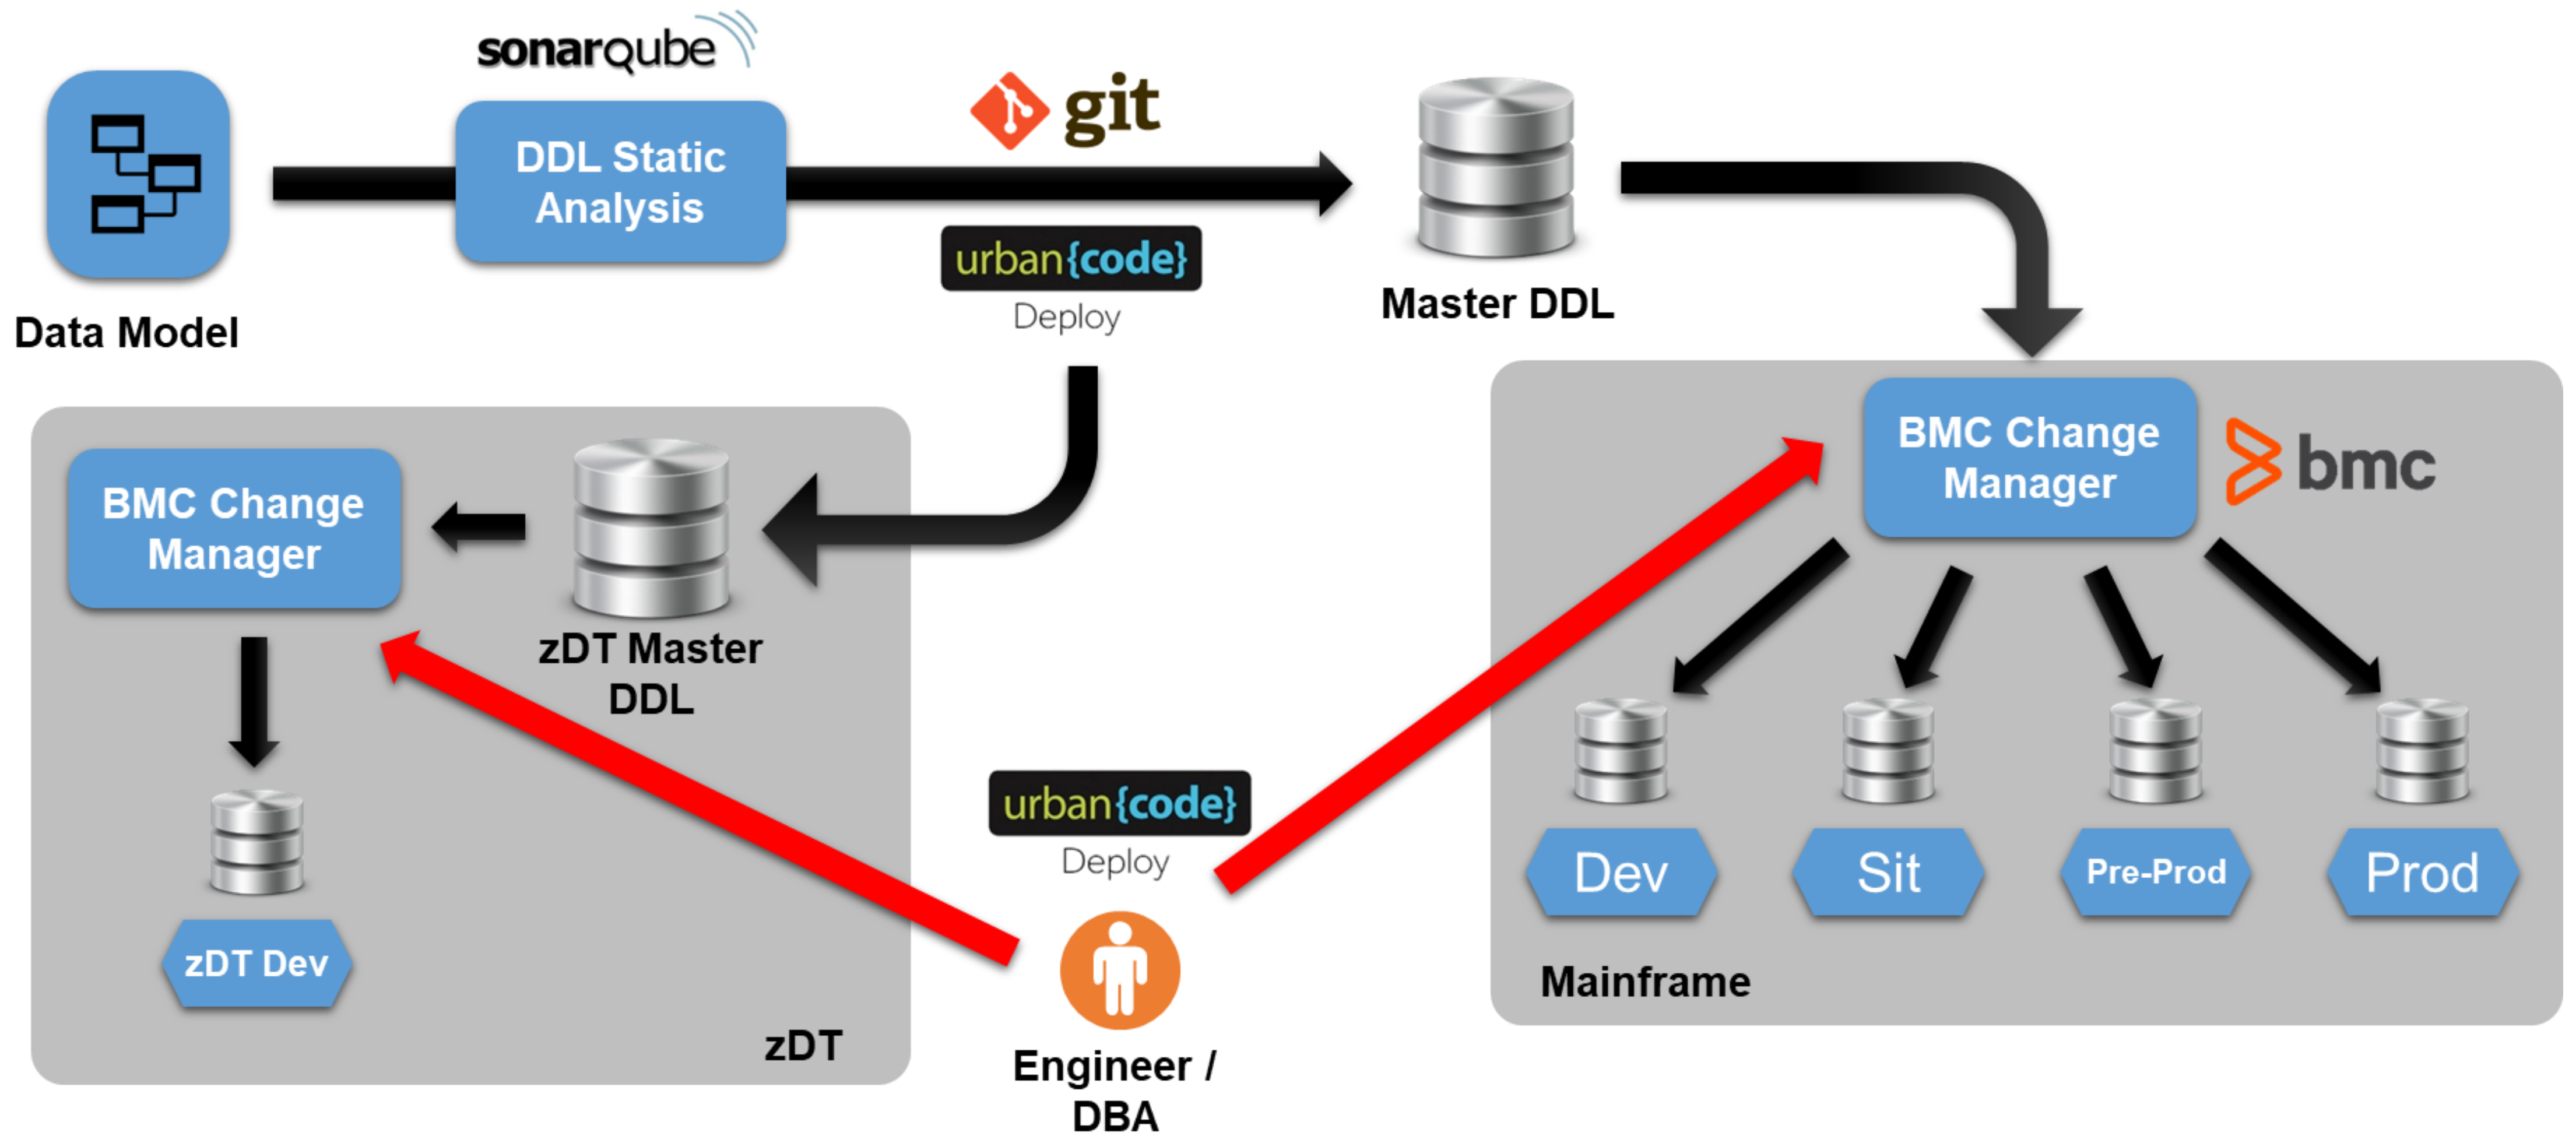 sonarqube
DDL Static
Analysis
git
urban{code}
Deploy
Data Model
Master DDL
BMC Change
Manager
bmc
BMC Change
Manager
zDT Master
DDL
urban{code}
Deploy
zDT Dev
zDT
Engineer /
DBA
Dev
Sit
Pre-Prod
Prod
Mainframe